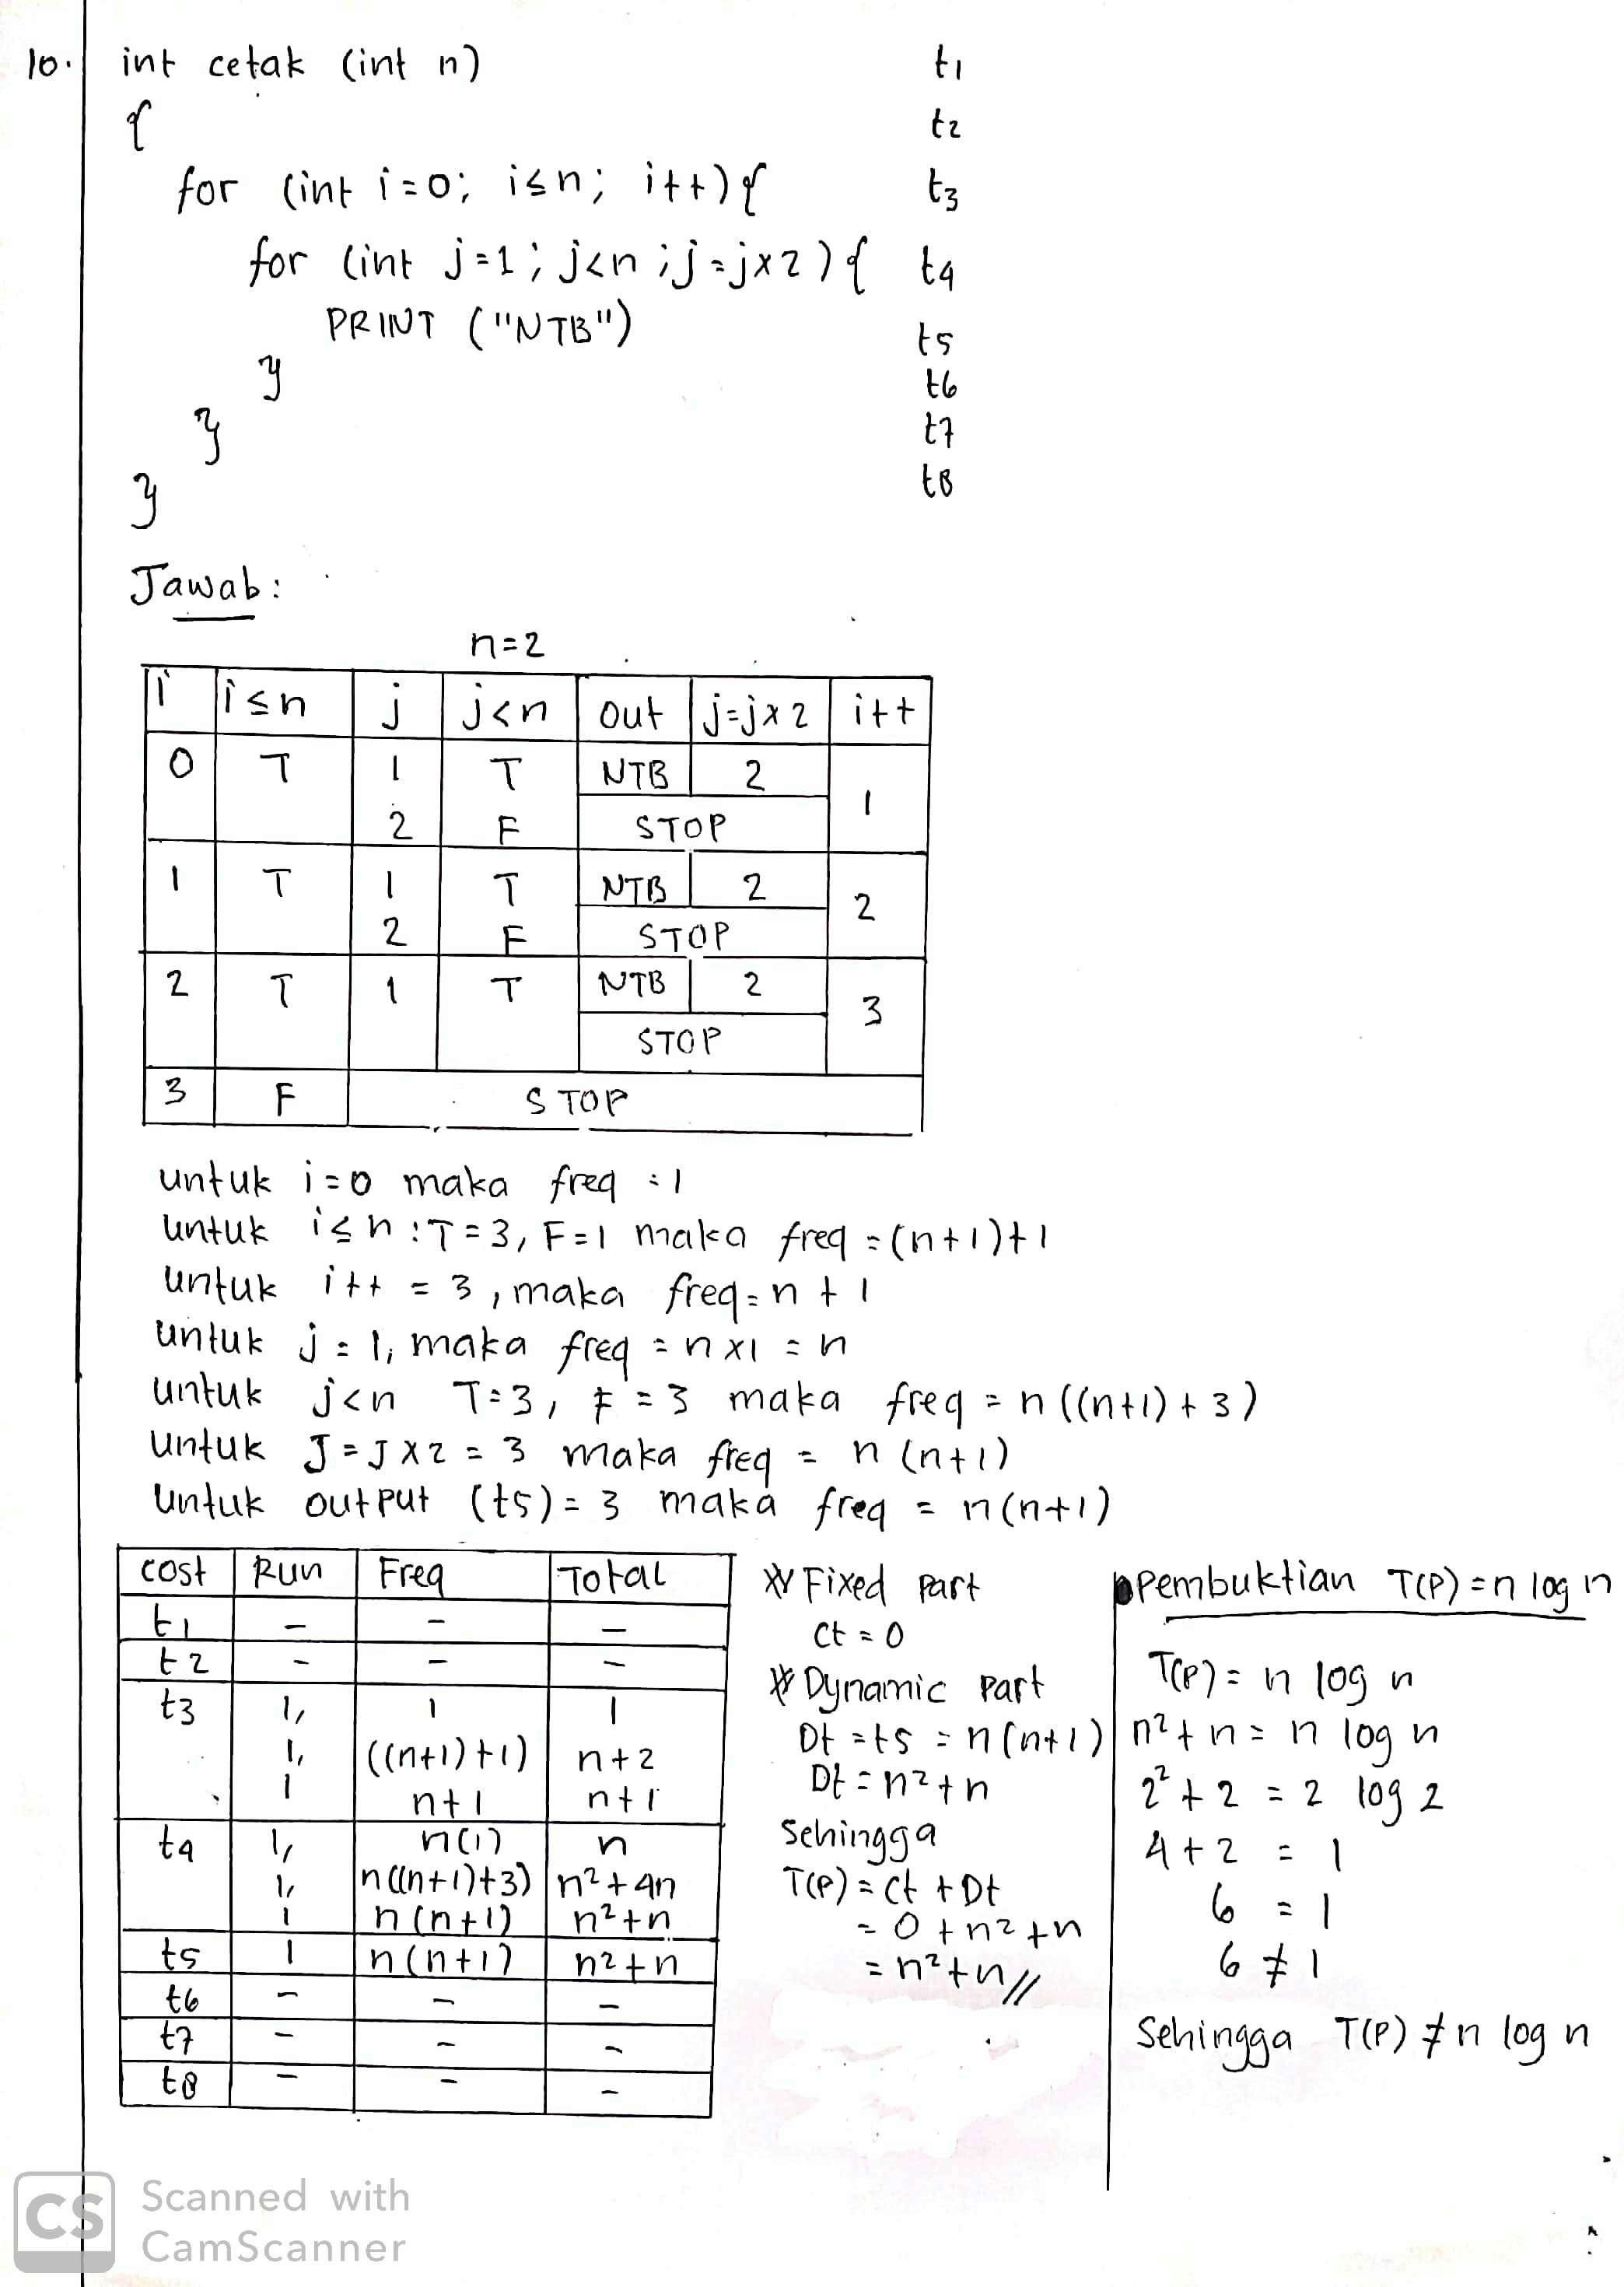 10. int cetak (int n) t1
{ t2
for (int i=0; i≤n; i++){ t3
for (int j=1; j<n; j=j×2){ t4
PRINT ("NTB") t5
} t6
} t7
} t8
Jawab:
n=2
i | i≤n | j | j<n | out | j=j×2 | i++
0 | T | 1 | T | NTB | 2 | 1
2 | F | STOP
1 | T | 1 | T | NTB | 2 | 2
2 | F | STOP
2 | T | 1 | T | NTB | 2 | 3
STOP
3 | F | STOP
untuk i=0 maka freq = 1
untuk i≤n : T=3, F=1 maka freq = (n+1)+1
untuk i++ = 3, maka freq = n+1
untuk j=1, maka freq = n×1 = n
untuk j<n T=3, F=3 maka freq = n((n+1)+3)
untuk J=J×2 = 3 maka freq = n(n+1)
untuk output (t5) = 3 maka freq = n(n+1)
cost | Run | Freq | Total
t1 | - | - | -
t2 | - | - | -
t3 | 1, | 1 | 1
1, | ((n+1)+1) | n+2
1 | n+1 | n+1
t4 | 1, | n(1) | n
1, | n((n+1)+3) | n²+4n
1 | n(n+1) | n²+n
t5 | 1 | n(n+1) | n²+n
t6 | - | - | -
t7 | - | - | -
t8 | - | - | -
※ Fixed part
Ct = 0
※ Dynamic part
Dt = t5 = n(n+1)
Dt = n²+n
Sehingga
T(P) = Ct + Dt
= 0 + n²+n
= n²+n//
Pembuktian T(P) = n log n
T(P) = n log n
n²+n = n log n
2²+2 = 2 log 2
4+2 = 1
6 = 1
6 ≠ 1
Sehingga T(P) ≠ n log n
CS Scanned with
CamScanner